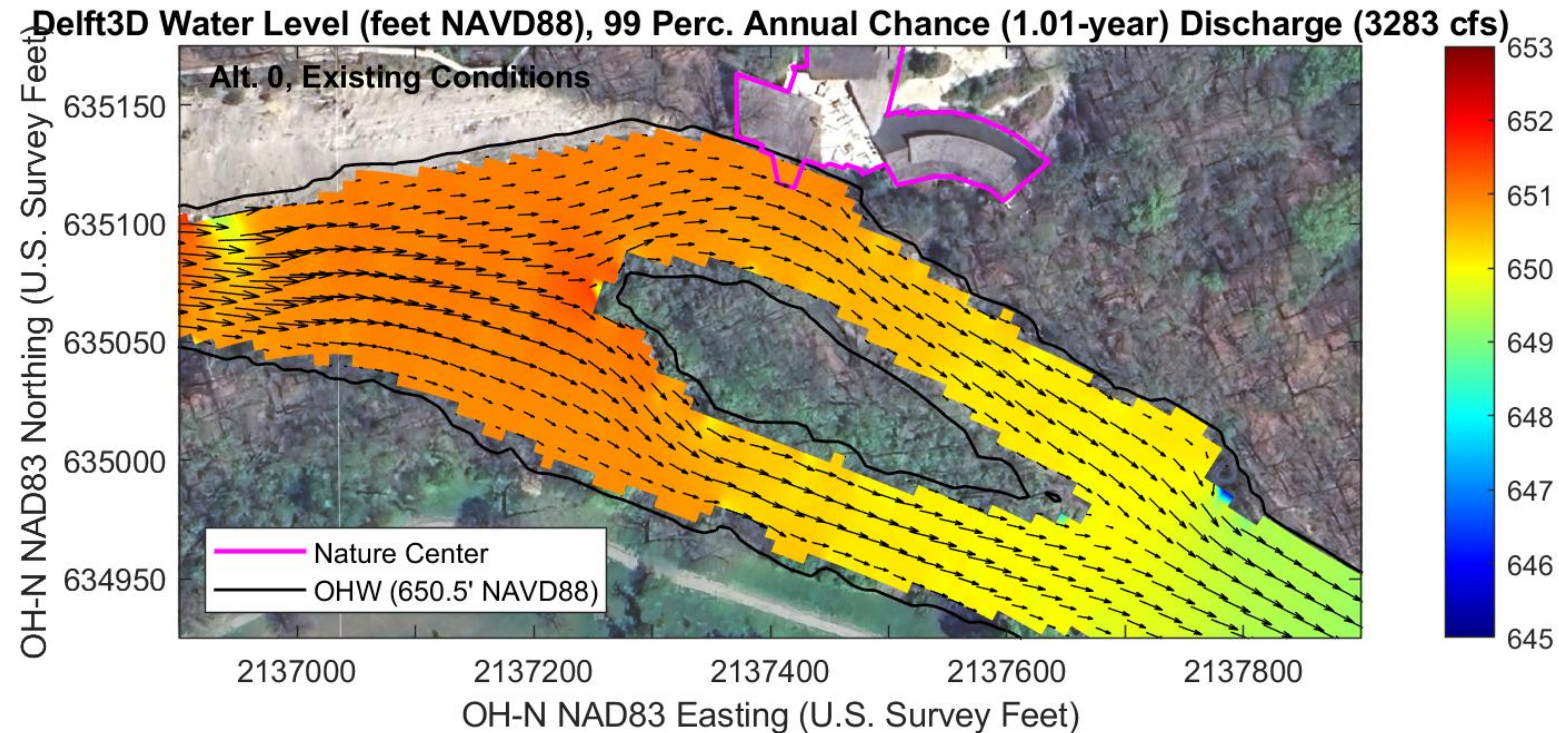 Delft3D Water Level (feet NAVD88), 99 Perc. Annual Chance (1.01-year) Discharge (3283 cfs)
Alt. 0, Existing Conditions
OH-N NAD83 Northing (U.S. Survey Feet)
635150
635100
635050
635000
634950
Nature Center
OHW (650.5' NAVD88)
2137000 2137200 2137400 2137600 2137800
OH-N NAD83 Easting (U.S. Survey Feet)
653
652
651
650
649
648
647
646
645